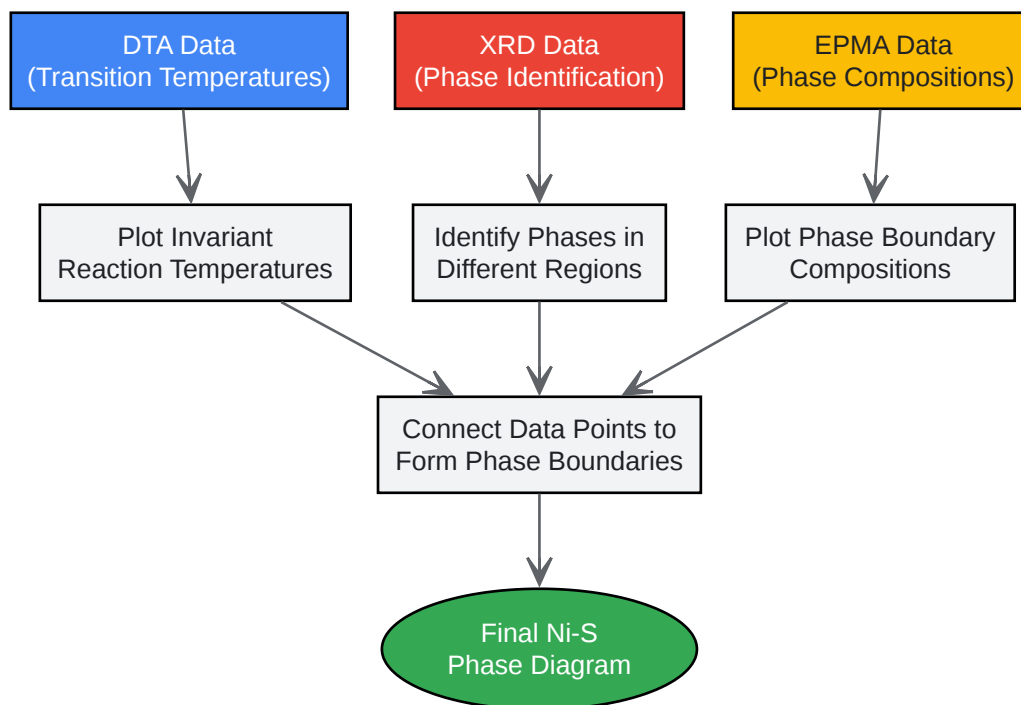 DTA Data
(Transition Temperatures)
XRD Data
(Phase Identification)
EPMA Data
(Phase Compositions)
Plot Invariant
Reaction Temperatures
Identify Phases in
Different Regions
Plot Phase Boundary
Compositions
Connect Data Points to
Form Phase Boundaries
Final Ni-S
Phase Diagram